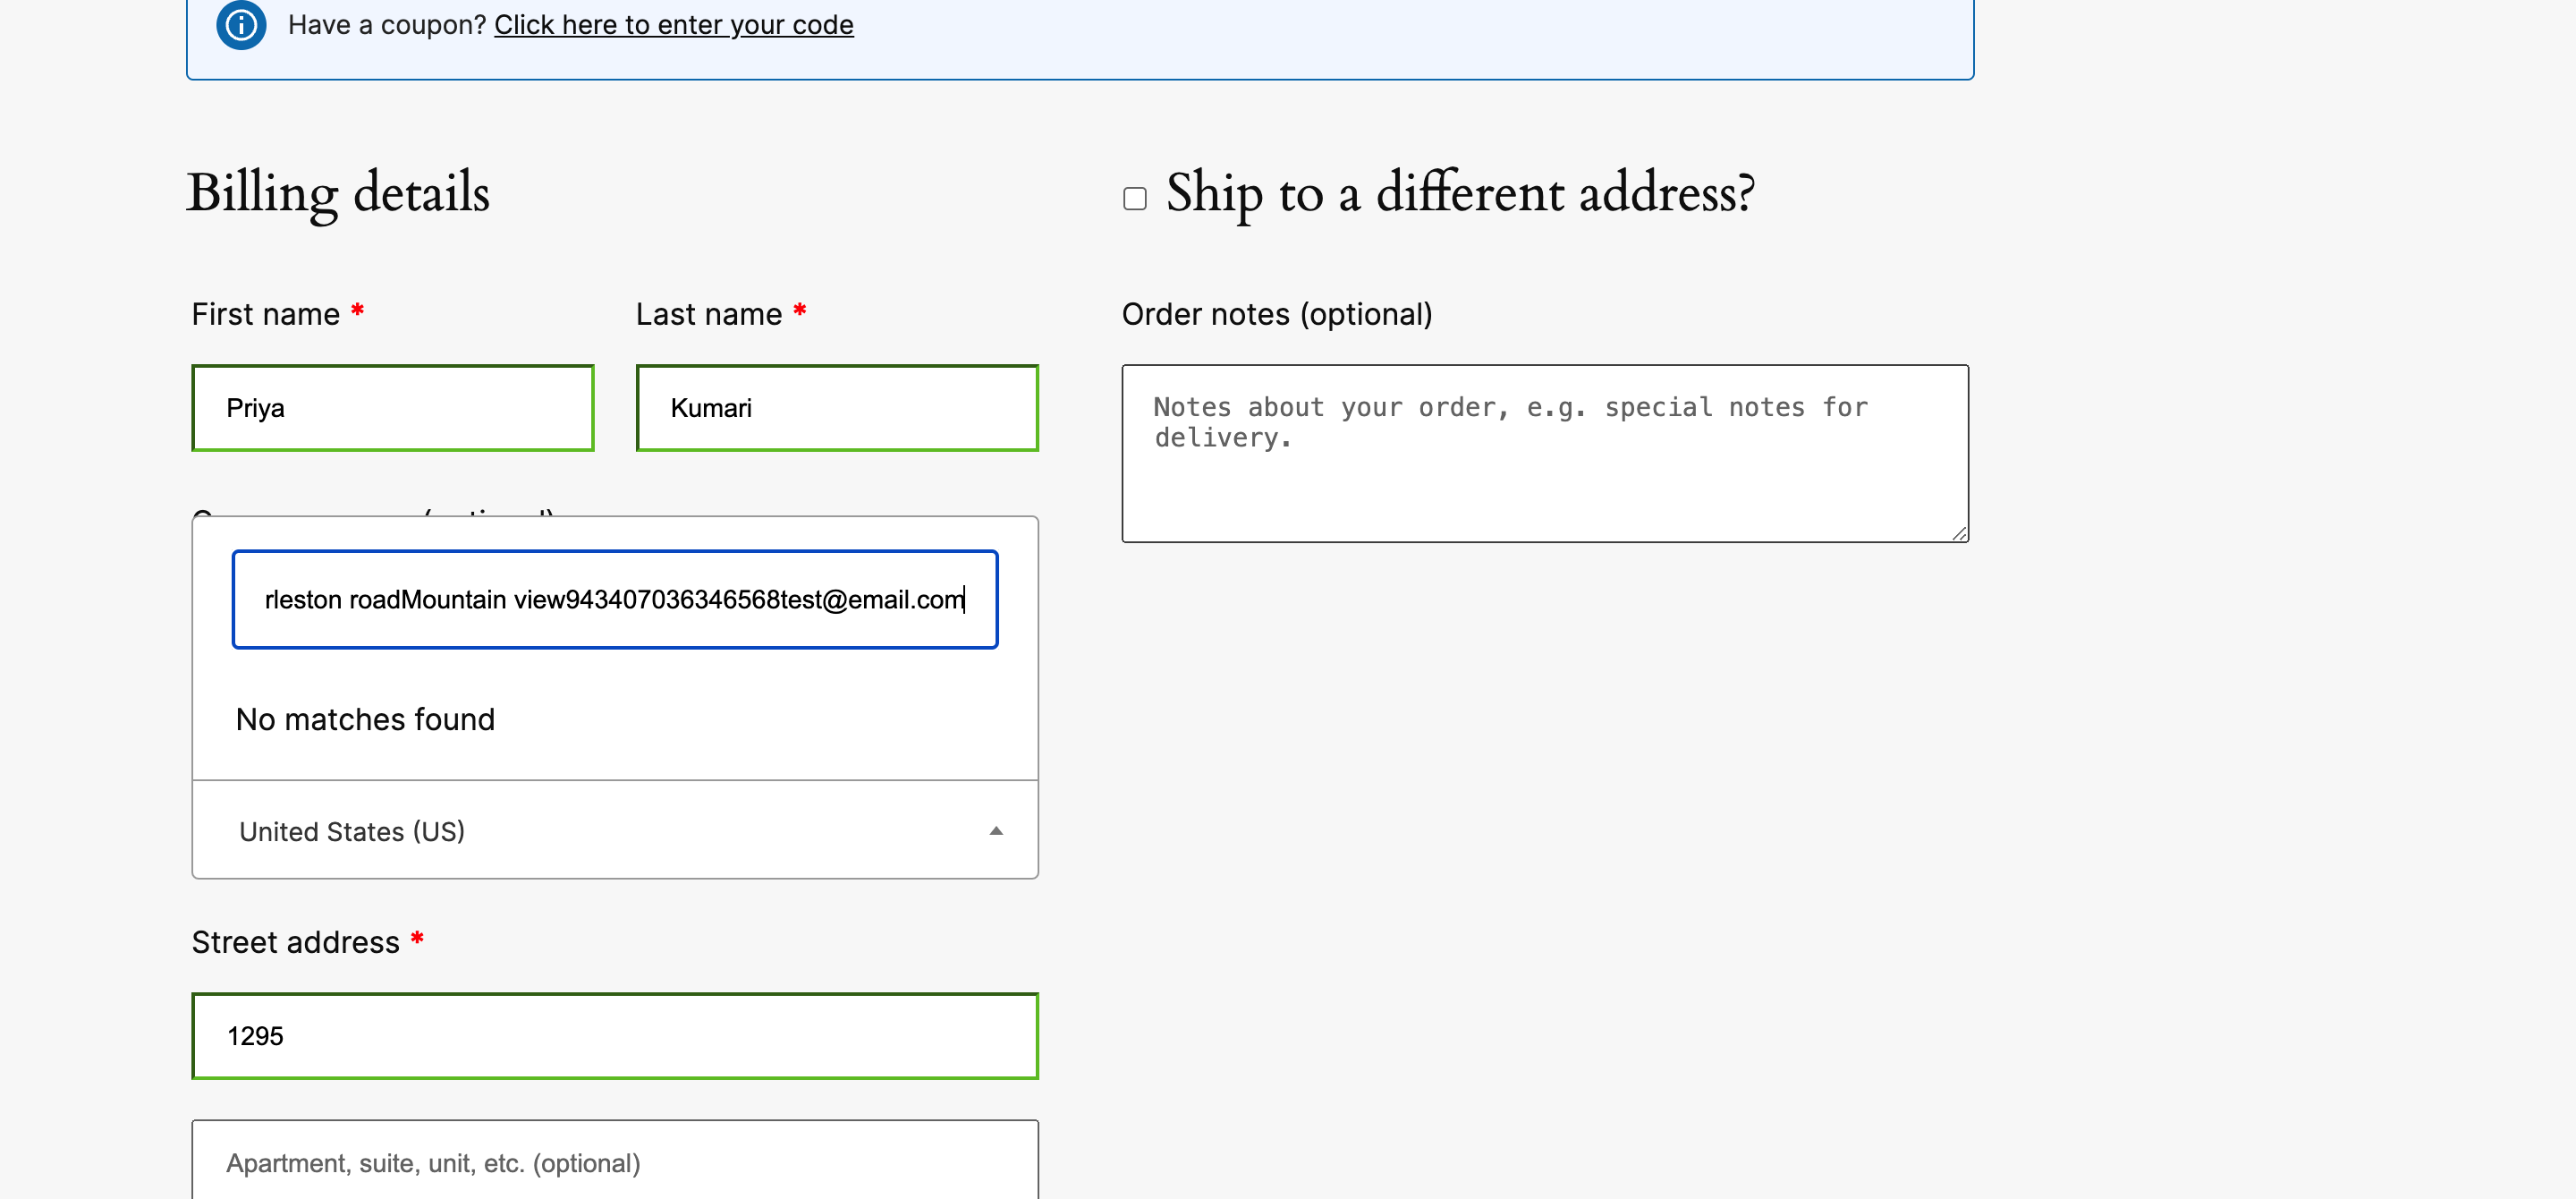 Have a coupon? Click here to enter your code
Billing details
Ship to a different address?
First name *
Last name *
Order notes (optional)
Priya
Kumari
Notes about your order, e.g. special notes for
delivery.
(optional)
rleston roadMountain view943407036346568test@email.com
No matches found
United States (US)
Street address *
1295
Apartment, suite, unit, etc. (optional)